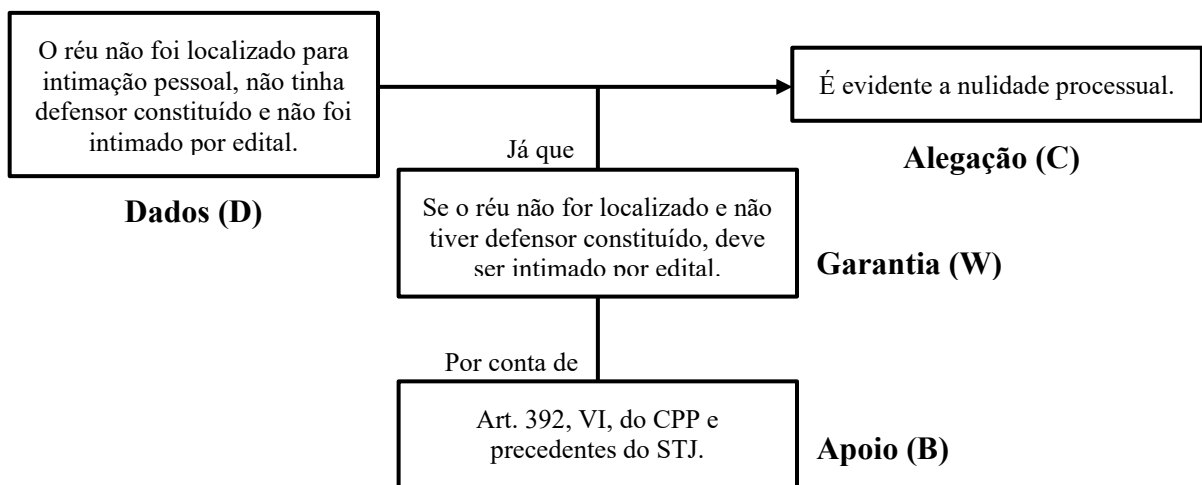 O réu não foi localizado para
intimação pessoal, não tinha
defensor constituído e não foi
intimado por edital.
Dados (D)
É evidente a nulidade processual.
Alegação (C)
Já que
Se o réu não for localizado e não
tiver defensor constituído, deve
ser intimado por edital.
Garantia (W)
Por conta de
Art. 392, VI, do CPP e
precedentes do STJ.
Apoio (B)